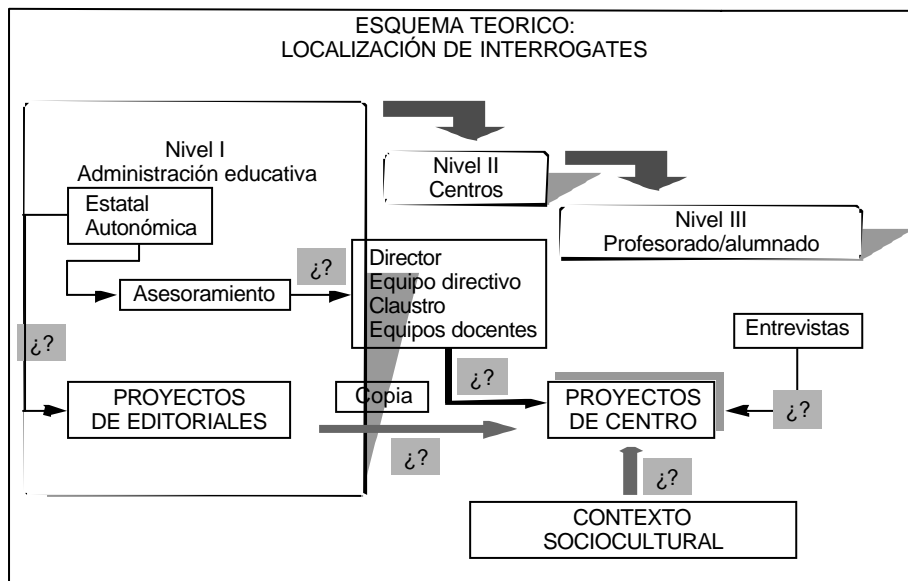 ESQUEMA TEORICO:
LOCALIZACIÓN DE INTERROGATES
Nivel I
Administración educativa
Estatal
Autonómica
Asesoramiento
¿?
¿?
PROYECTOS
DE EDITORIALES
Nivel II
Centros
Nivel III
Profesorado/alumnado
Director
Equipo directivo
Claustro
Equipos docentes
Entrevistas
¿?
Copia
¿?
PROYECTOS
DE CENTRO
¿?
¿?
CONTEXTO
SOCIOCULTURAL